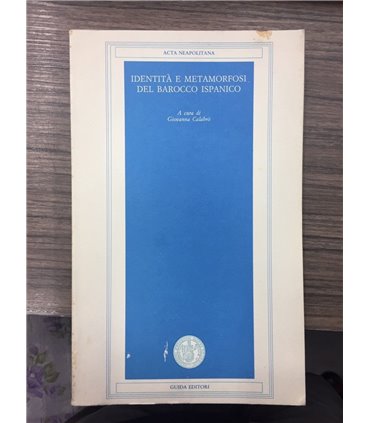 ACTA NEAPOLITANA
IDENTITÀ E METAMORFOSI
DEL BAROCCO ISPANICO
A cura di
Giovanna Calabrò
GUIDA EDITORI